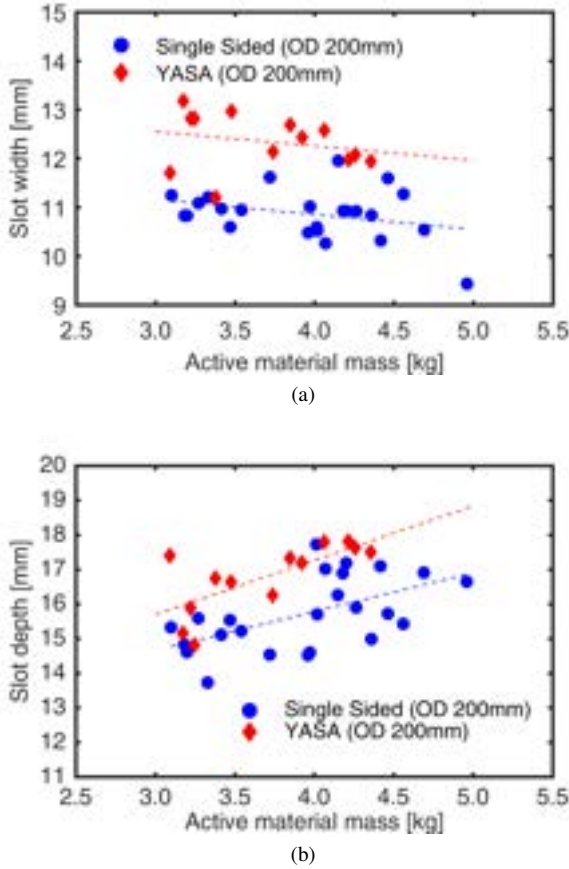 15
14
13
12
11
10
9
Slot width [mm]
Single Sided (OD 200mm)
YASA (OD 200mm)
2.5 3.0 3.5 4.0 4.5 5.0 5.5
Active material mass [kg]
(a)
20
19
18
17
16
15
14
13
12
11
Slot depth [mm]
Single Sided (OD 200mm)
YASA (OD 200mm)
2.5 3.0 3.5 4.0 4.5 5.0 5.5
Active material mass [kg]
(b)